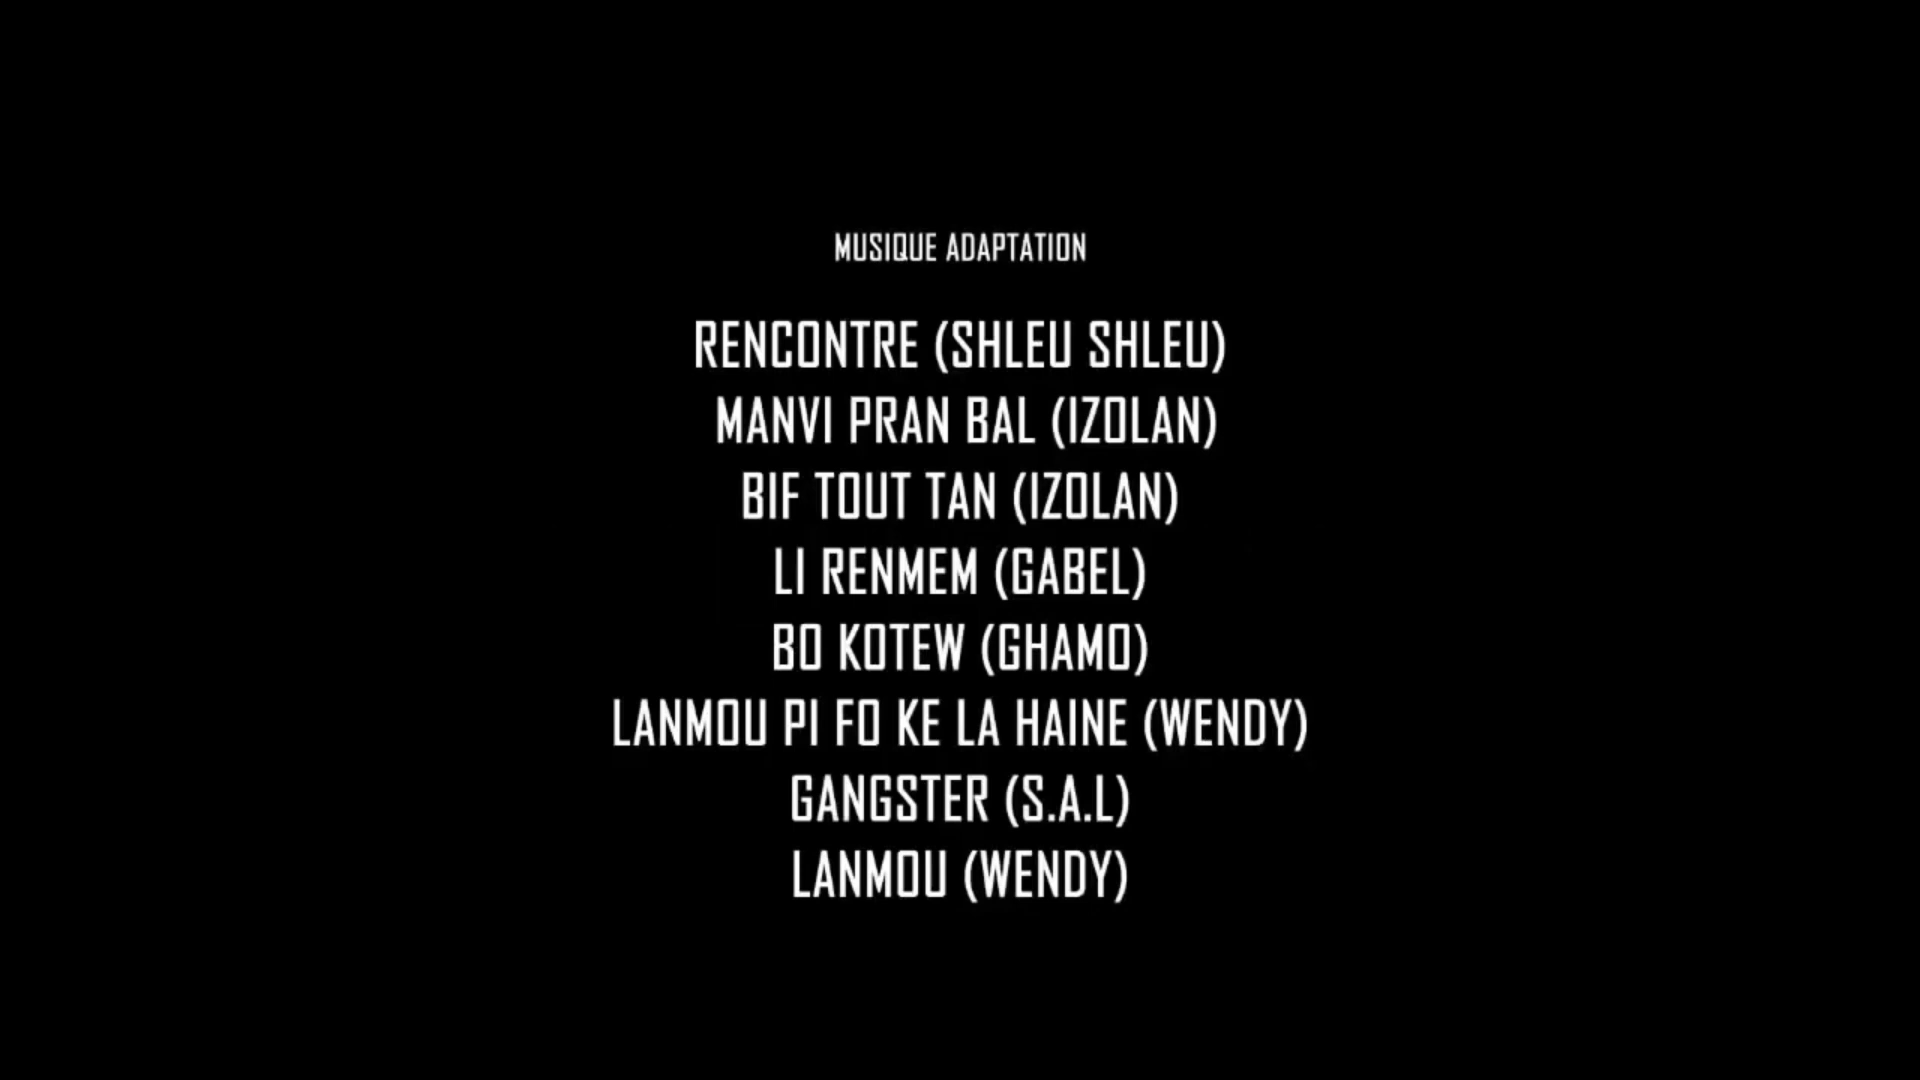 MUSIQUE ADAPTATION
RENCONTRE (SHLEU SHLEU)
MANVI PRAN BAL (IZOLAN)
BIF TOUT TAN (IZOLAN)
LI RENMEM (GABEL)
BO KOTEW (GHAMO)
LANMOU PI FO KE LA HAINE (WENDY)
GANGSTER (S.A.L)
LANMOU (WENDY)